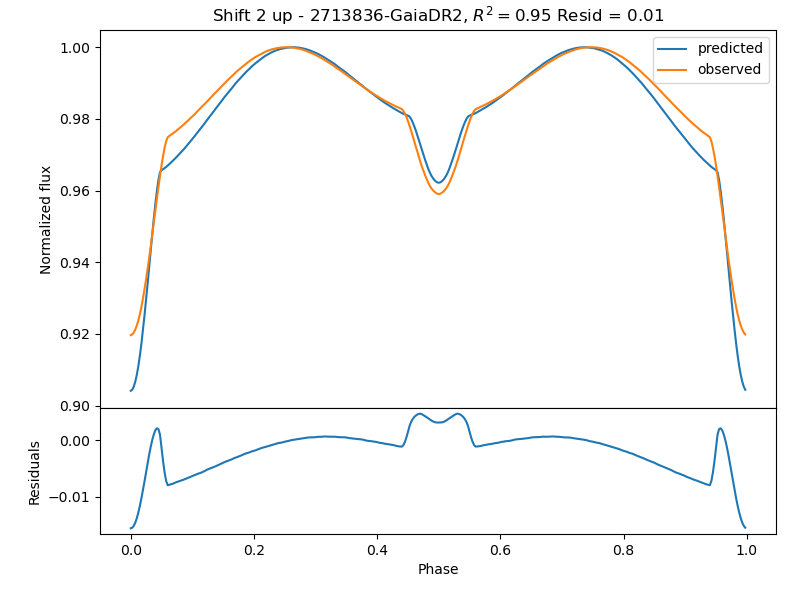 Shift 2 up - 2713836-GaiaDR2, R² = 0.95 Resid = 0.01
predicted
observed
Normalized flux
1.00
0.98
0.96
0.94
0.92
0.90
Residuals
0.00
−0.01
0.0
0.2
0.4
0.6
0.8
1.0
Phase